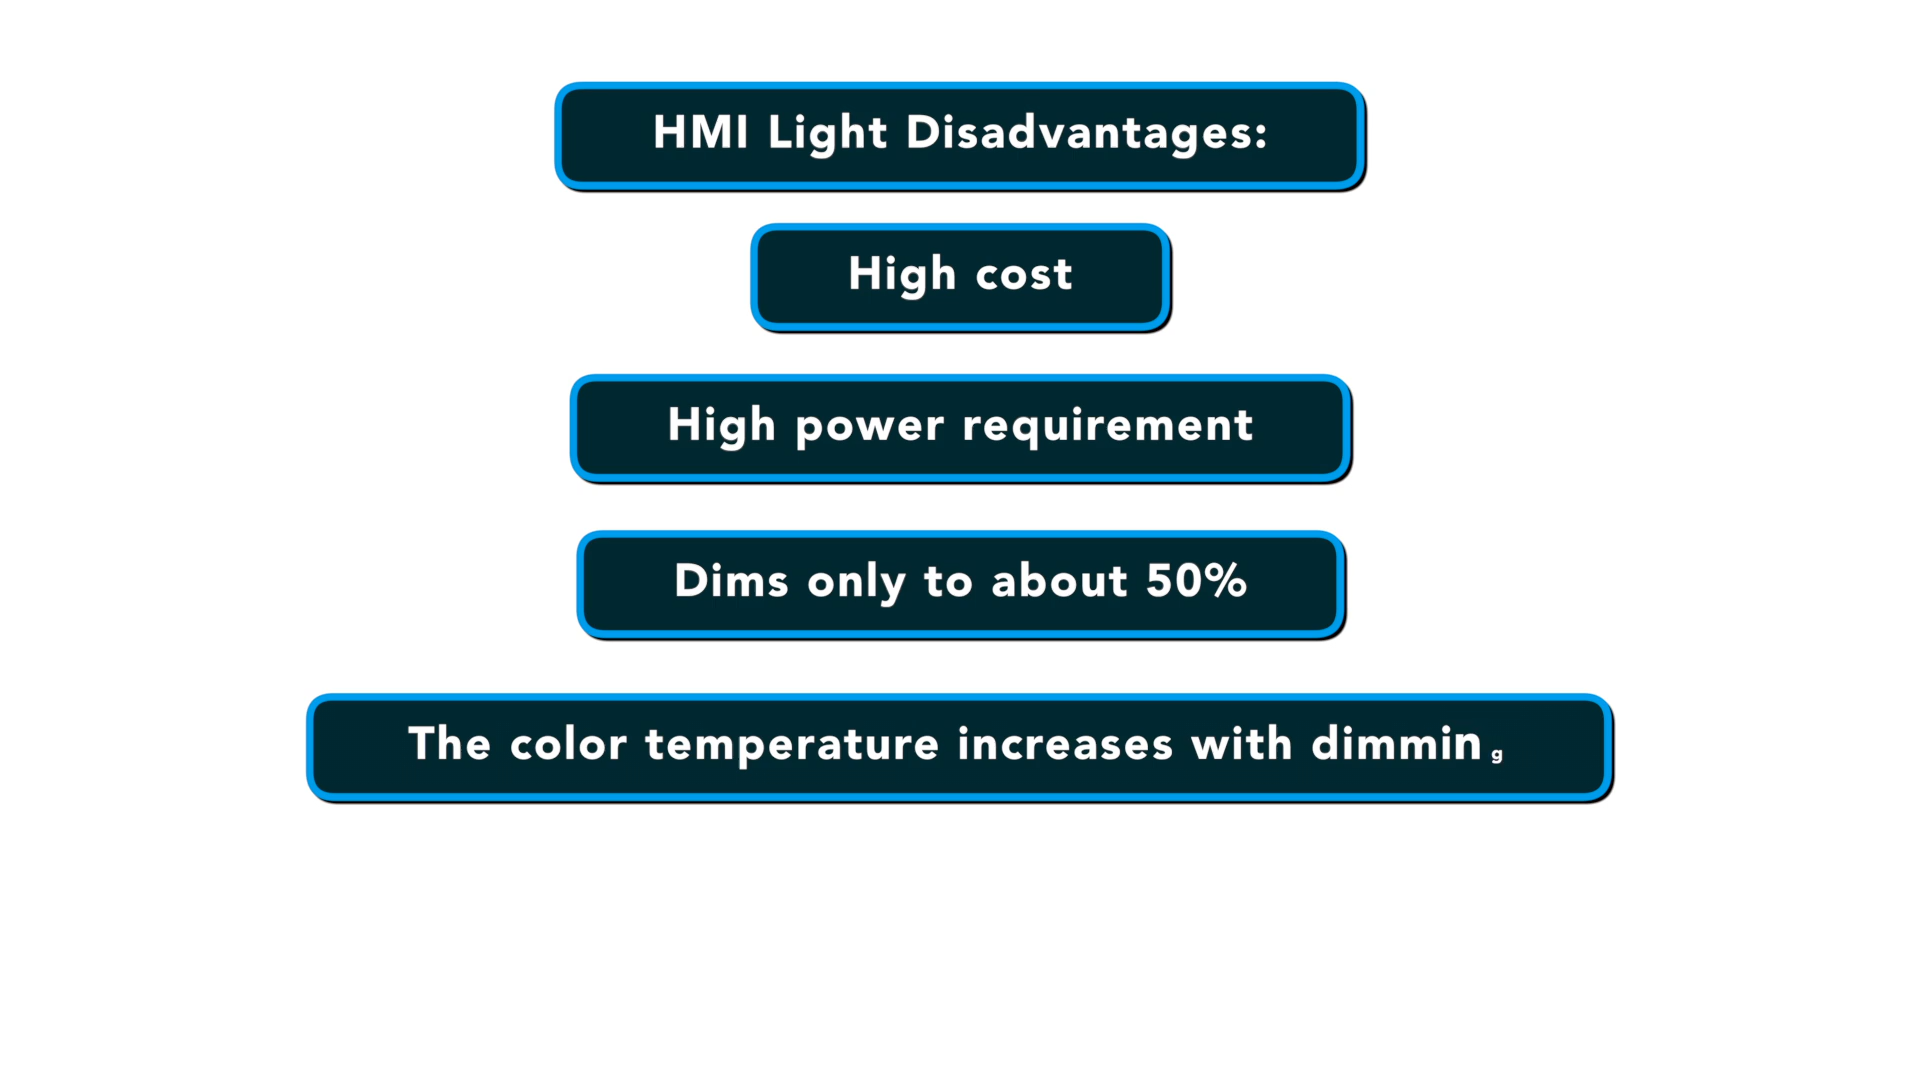 HMI Light Disadvantages:
High cost
High power requirement
Dims only to about 50%
The color temperature increases with dimming